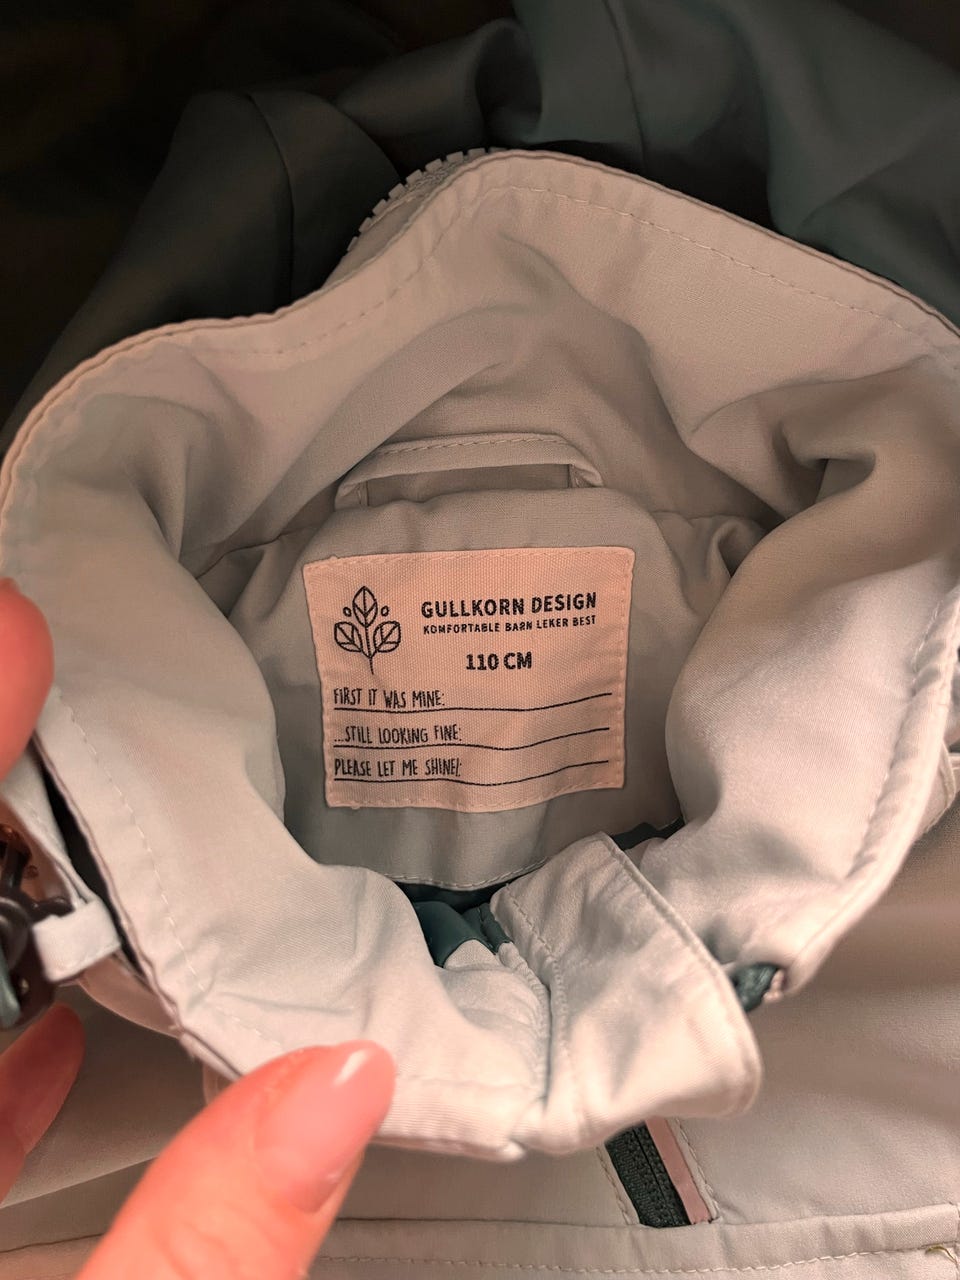 GULLKORN DESIGN
KOMFORTABLE BARN LEKER BEST
110 CM
FIRST IT WAS MINE:
...STILL LOOKING FINE:
PLEASE LET ME SHINE!: